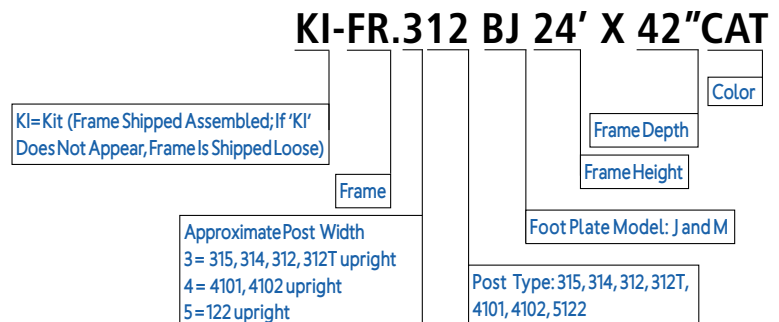 KI-FR.312 BJ 24′ X 42″CAT
Color
KI=Kit (Frame Shipped Assembled; If 'KI'
Does Not Appear, Frame Is Shipped Loose)
Frame Depth
Frame Height
Frame
Approximate Post Width
3 = 315, 314, 312, 312T upright
4 = 4101, 4102 upright
5 = 122 upright
Foot Plate Model: J and M
Post Type: 315, 314, 312, 312T,
4101, 4102, 5122